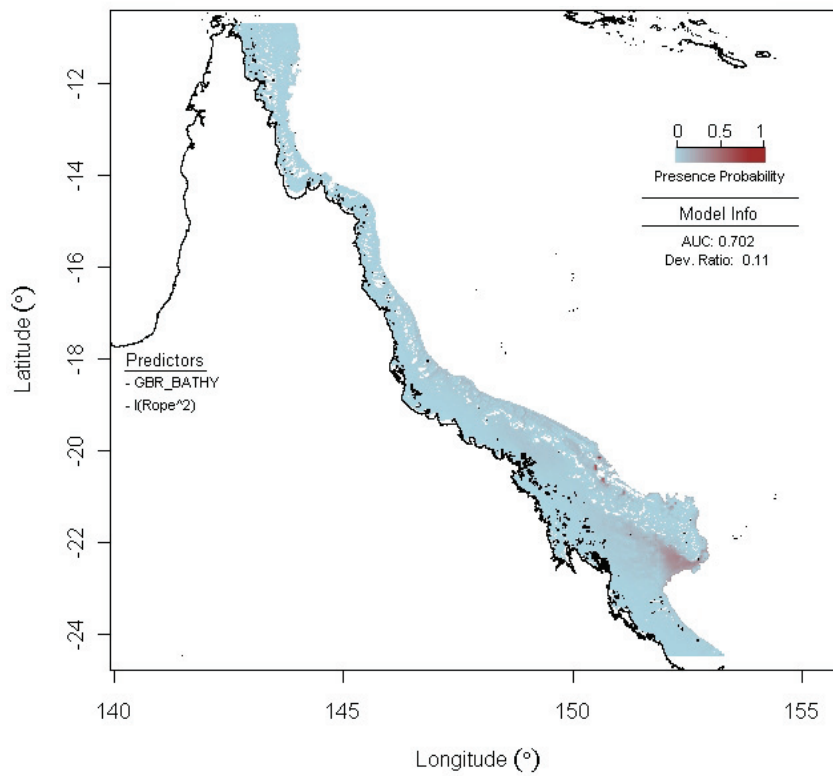 0 0.5 1
Presence Probability
Model Info
AUC: 0.702
Dev. Ratio: 0.11
Predictors
- GBR_BATHY
- I(Rope^2)
Latitude (°)
-12
-14
-16
-18
-20
-22
-24
140 145 150 155
Longitude (°)